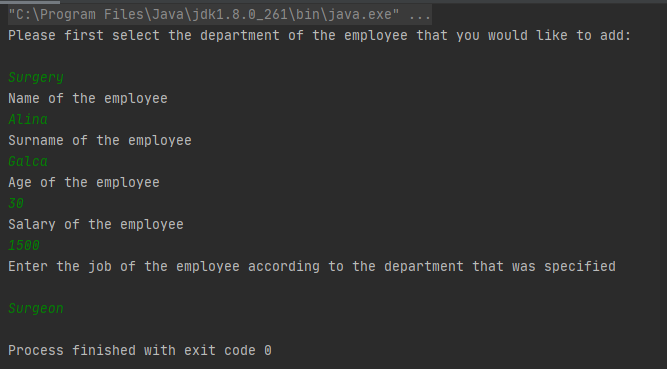 "C:\Program Files\Java\jdk1.8.0_261\bin\java.exe" ...
Please first select the department of the employee that you would like to add:
Surgery
Name of the employee
Alina
Surname of the employee
Galca
Age of the employee
30
Salary of the employee
1500
Enter the job of the employee according to the department that was specified
Surgeon
Process finished with exit code 0